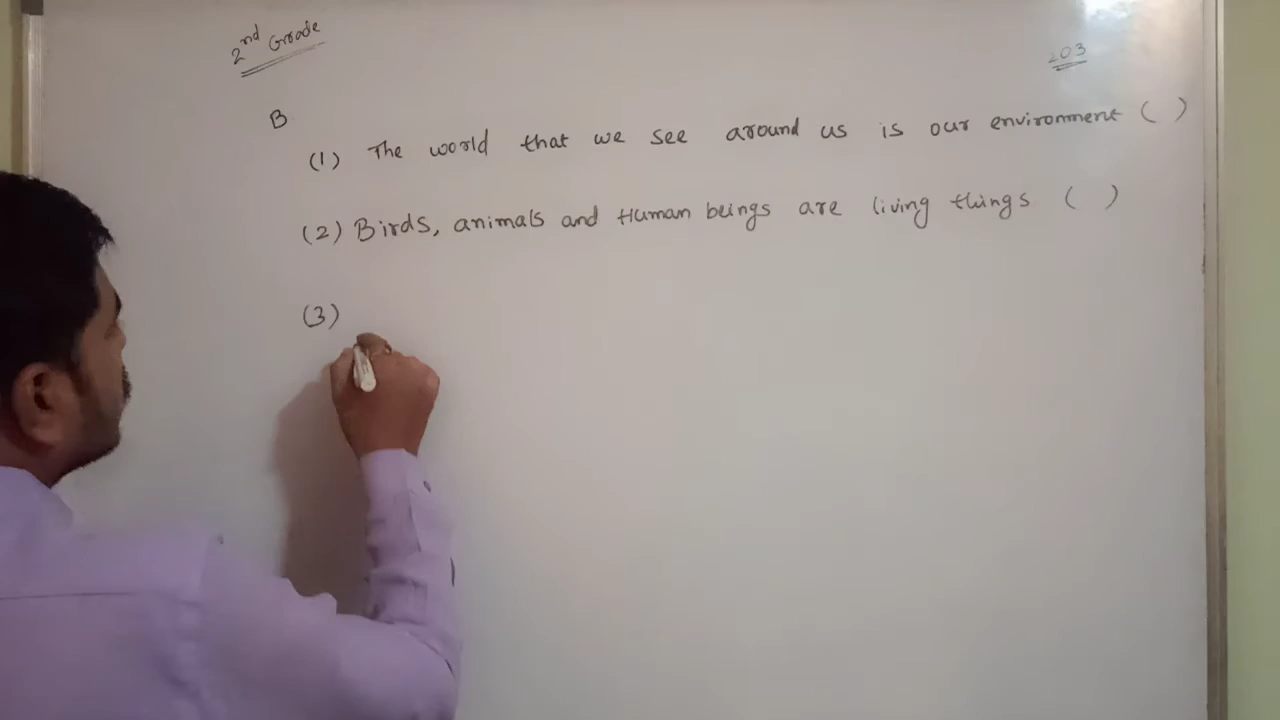 2nd Grade
203
B
(1) The world that we see around us is our environment ( )
(2) Birds, animals and Human beings are living things ( )
(3)